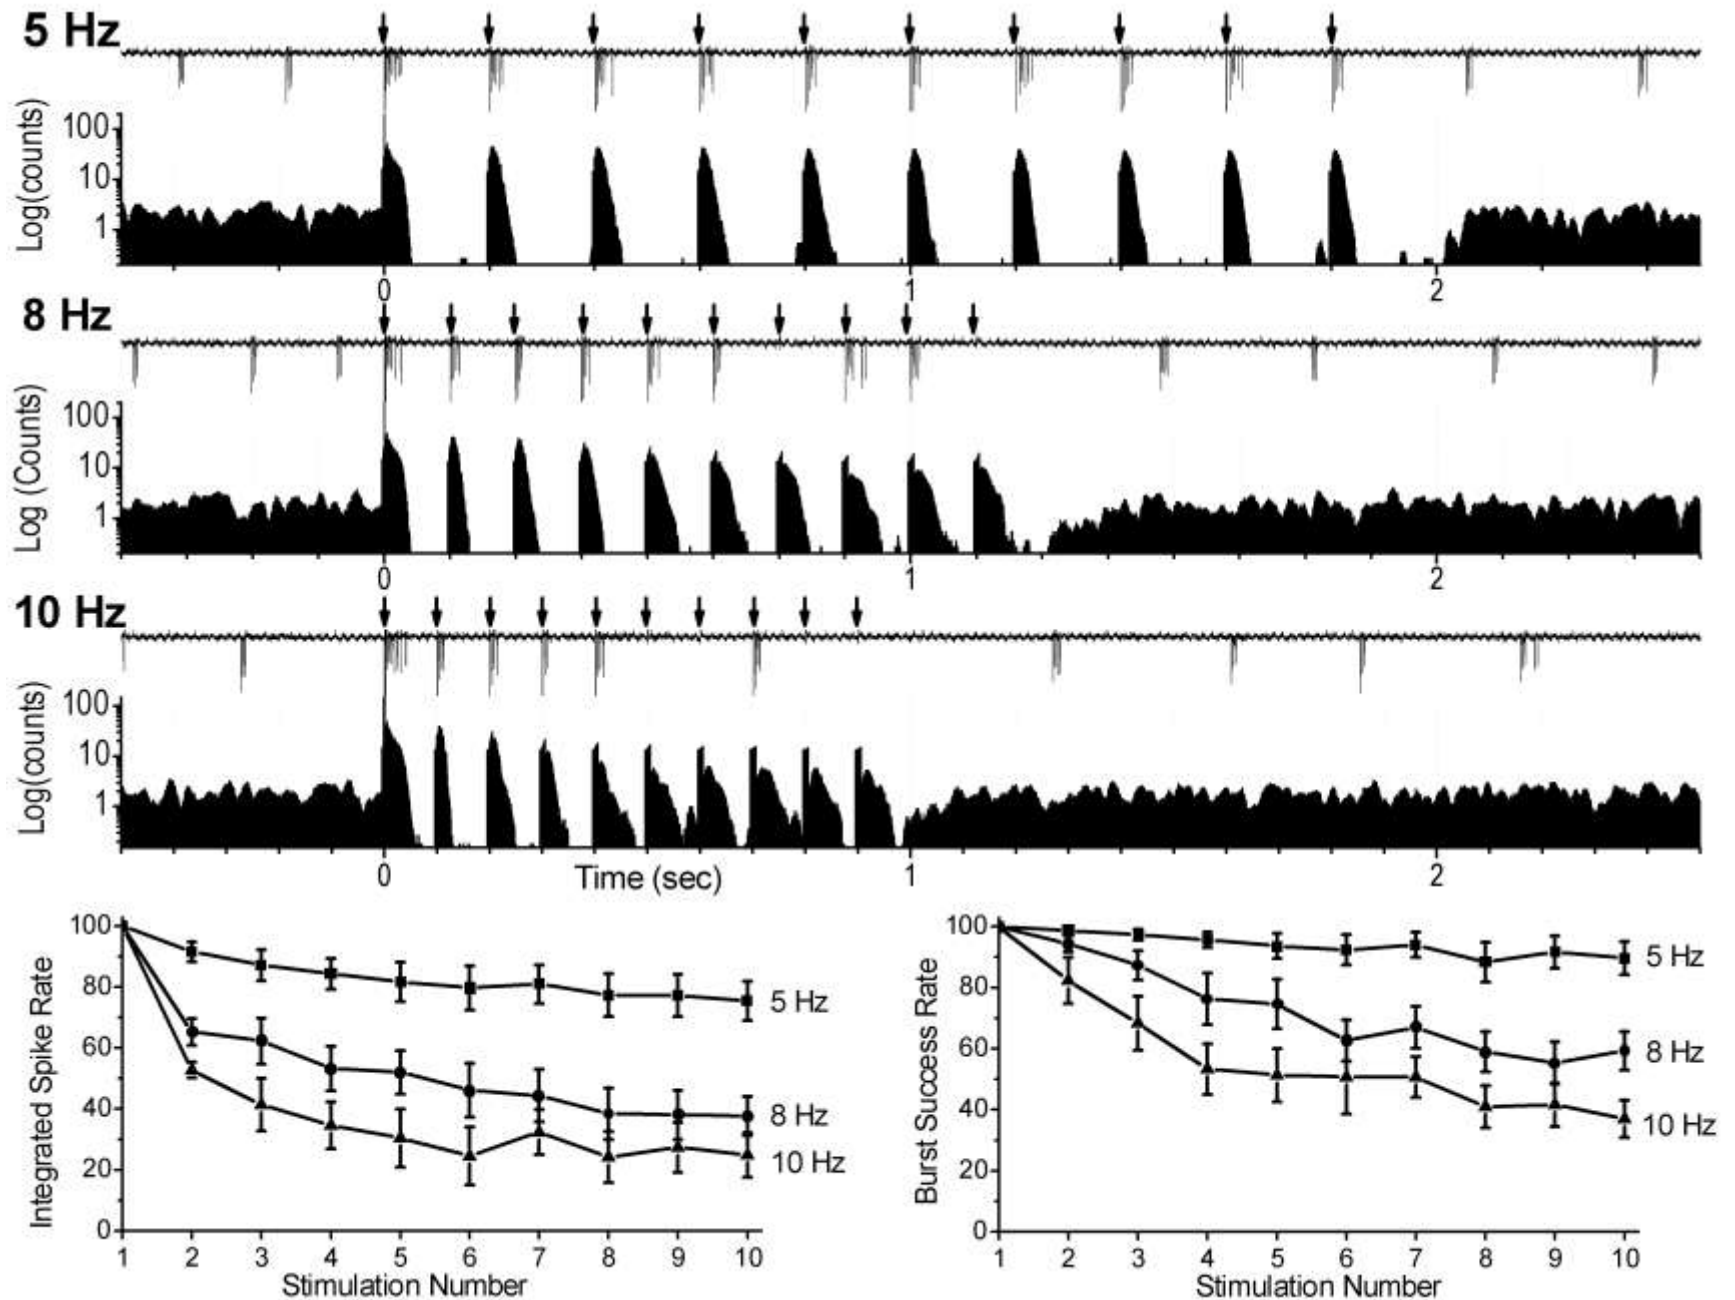 5 Hz
Log(counts)
100
10
1
0 1 2
8 Hz
Log (Counts)
100
10
1
0 1 2
10 Hz
Log(counts)
100
10
1
0 Time (sec) 1 2
Integrated Spike Rate
100
80
60
40
20
0
5 Hz
8 Hz
10 Hz
1 2 3 4 5 6 7 8 9 10
Stimulation Number
Burst Success Rate
100
80
60
40
20
0
5 Hz
8 Hz
10 Hz
1 2 3 4 5 6 7 8 9 10
Stimulation Number